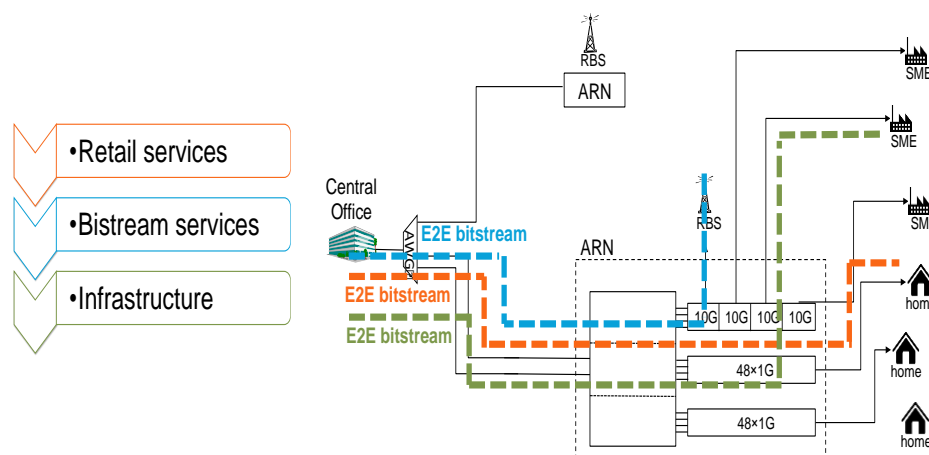 •Retail services
•Bistream services
•Infrastructure
Central
Office
AWG
E2E bitstream
E2E bitstream
E2E bitstream
RBS
ARN
RBS
ARN
10G 10G 10G 10G
48×1G
48×1G
SME
SME
SM
home
home
home